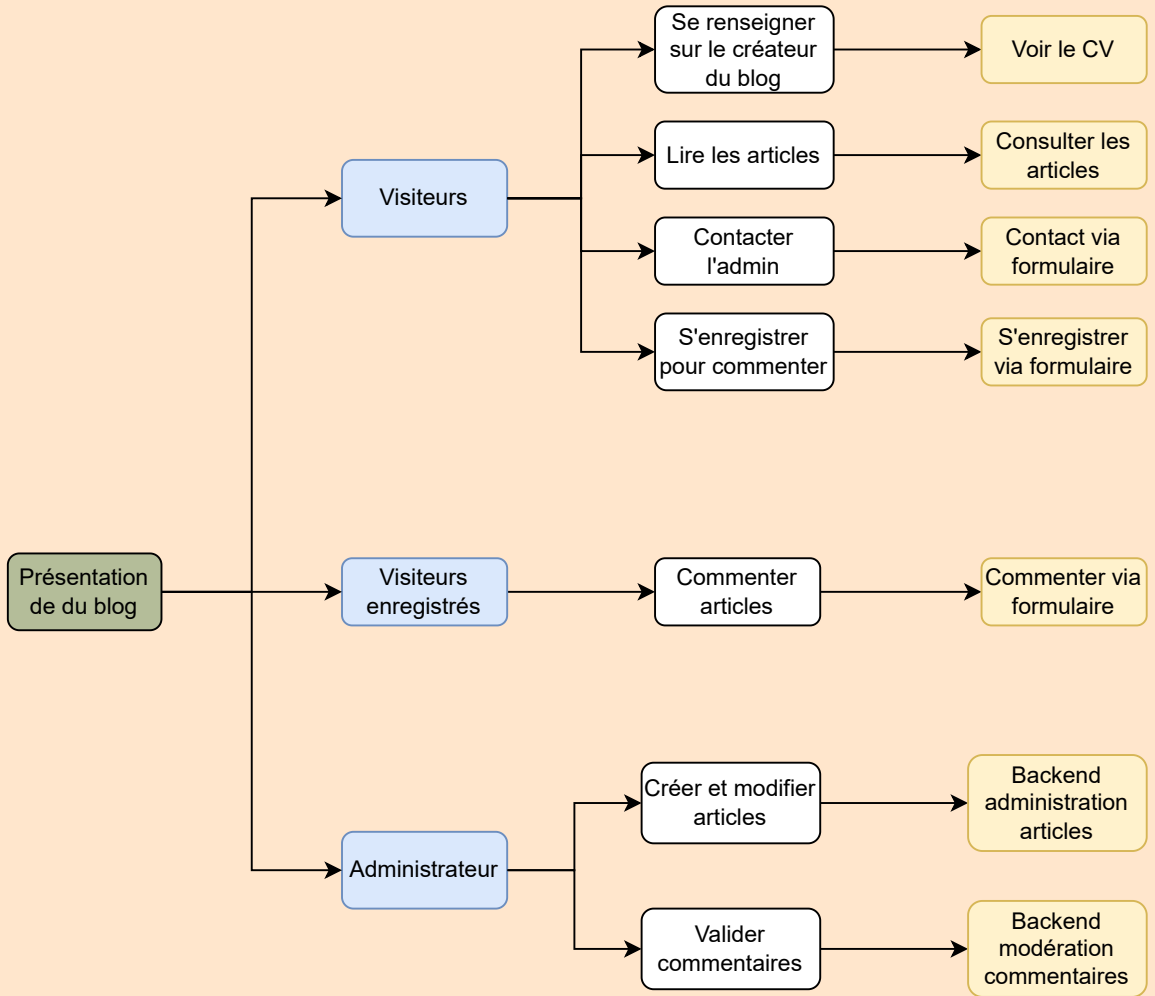 Se renseigner
sur le créateur
du blog
Voir le CV
Lire les articles
Consulter les
articles
Visiteurs
Contacter
l'admin
Contact via
formulaire
S'enregistrer
pour commenter
S'enregistrer
via formulaire
Présentation
de du blog
Visiteurs
enregistrés
Commenter
articles
Commenter via
formulaire
Créer et modifier
articles
Backend
administration
articles
Administrateur
Valider
commentaires
Backend
modération
commentaires